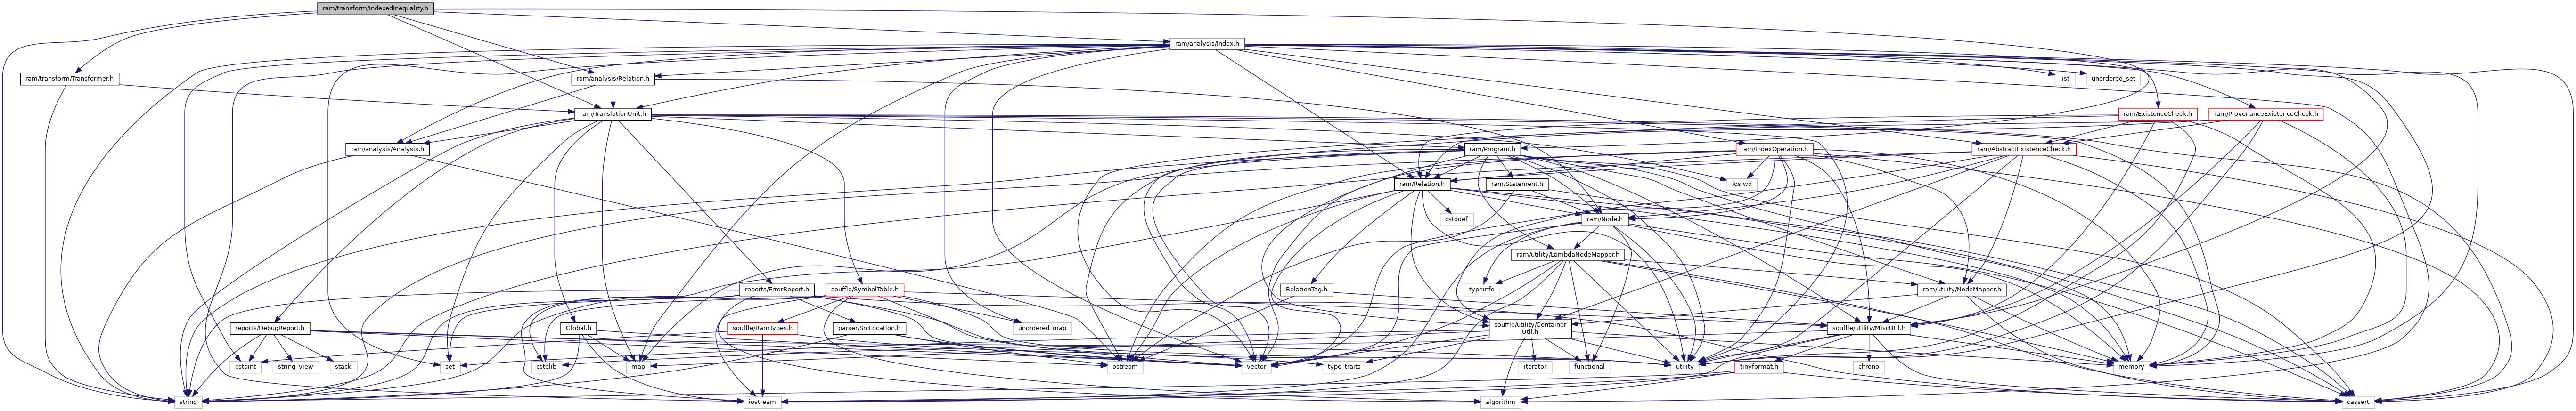 ram/transform/IndexedInequality.h
ram/analysis/Index.h
ram/transform/Transformer.h
ram/analysis/Relation.h
list
unordered_set
ram/TranslationUnit.h
ram/ExistenceCheck.h
ram/ProvenanceExistenceCheck.h
ram/analysis/Analysis.h
ram/Program.h
ram/IndexOperation.h
ram/AbstractExistenceCheck.h
ram/Relation.h
ram/Statement.h
iosfwd
cstddef
ram/Node.h
ram/utility/LambdaNodeMapper.h
reports/ErrorReport.h
souffle/SymbolTable.h
RelationTag.h
typeinfo
ram/utility/NodeMapper.h
reports/DebugReport.h
Global.h
souffle/RamTypes.h
parser/SrcLocation.h
unordered_map
souffle/utility/Container
Util.h
souffle/utility/MiscUtil.h
cstdint
string_view
stack
set
cstdlib
map
ostream
vector
type_traits
iterator
functional
utility
chrono
tinyformat.h
memory
string
iostream
algorithm
cassert